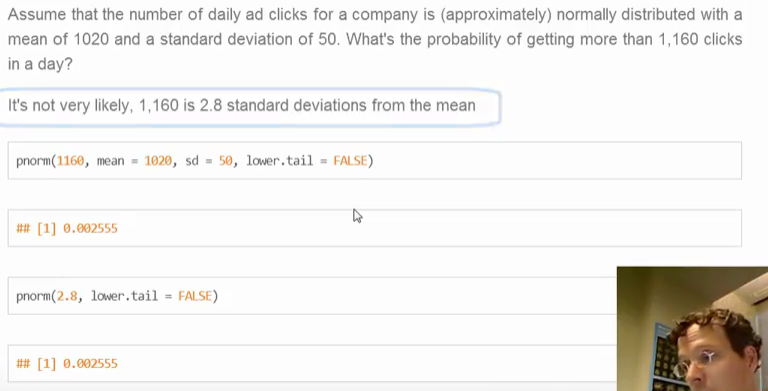 Assume that the number of daily ad clicks for a company is (approximately) normally distributed with a
mean of 1020 and a standard deviation of 50. What's the probability of getting more than 1,160 clicks
in a day?
It's not very likely, 1,160 is 2.8 standard deviations from the mean
pnorm(1160, mean = 1020, sd = 50, lower.tail = FALSE)
## [1] 0.002555
pnorm(2.8, lower.tail = FALSE)
## [1] 0.002555